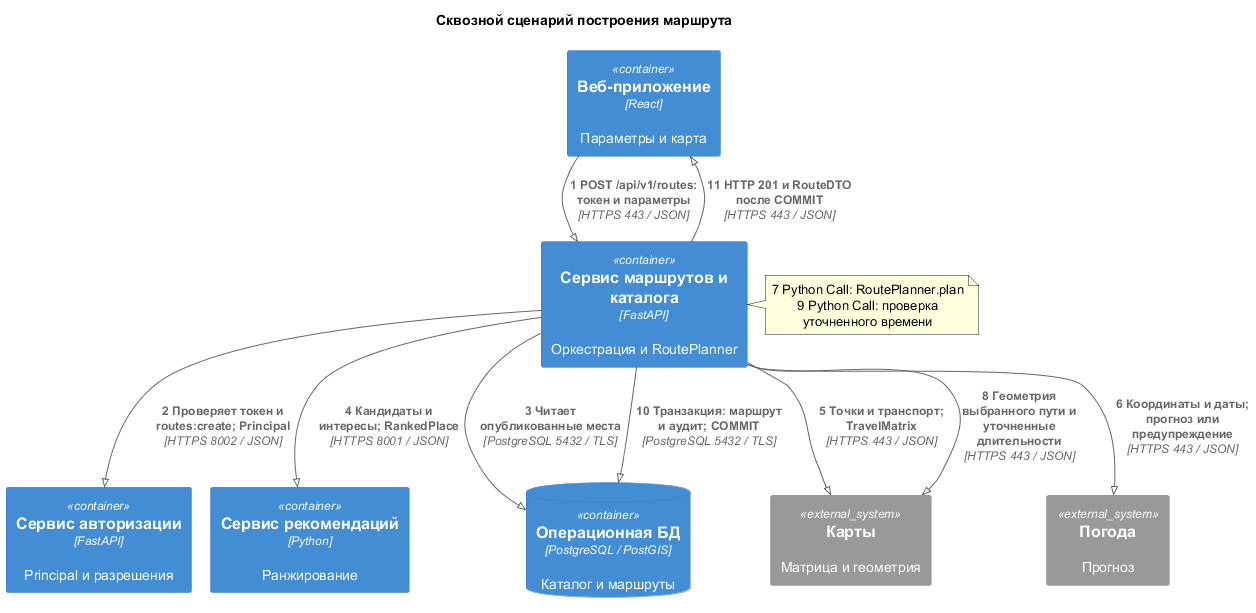 Сквозной сценарий построения маршрута
«container»
Веб-приложение
[React]
Параметры и карта
1 POST /api/v1/routes:
токен и параметры
[HTTPS 443 / JSON]
11 HTTP 201 и RouteDTO
после COMMIT
[HTTPS 443 / JSON]
«container»
Сервис маршрутов и
каталога
[FastAPI]
Оркестрация и RoutePlanner
7 Python Call: RoutePlanner.plan
9 Python Call: проверка
уточненного времени
2 Проверяет токен и
routes:create; Principal
[HTTPS 8002 / JSON]
4 Кандидаты и
интересы; RankedPlace
[HTTPS 8001 / JSON]
3 Читает
опубликованные места
[PostgreSQL 5432 / TLS]
10 Транзакция: маршрут
и аудит; COMMIT
[PostgreSQL 5432 / TLS]
5 Точки и транспорт;
TravelMatrix
[HTTPS 443 / JSON]
8 Геометрия
выбранного пути и
уточненные
длительности
[HTTPS 443 / JSON]
6 Координаты и даты;
прогноз или
предупреждение
[HTTPS 443 / JSON]
«container»
Сервис авторизации
[FastAPI]
Principal и разрешения
«container»
Сервис рекомендаций
[Python]
Ранжирование
«container»
Операционная БД
[PostgreSQL / PostGIS]
Каталог и маршруты
«external_system»
Карты
Матрица и геометрия
«external_system»
Погода
Прогноз